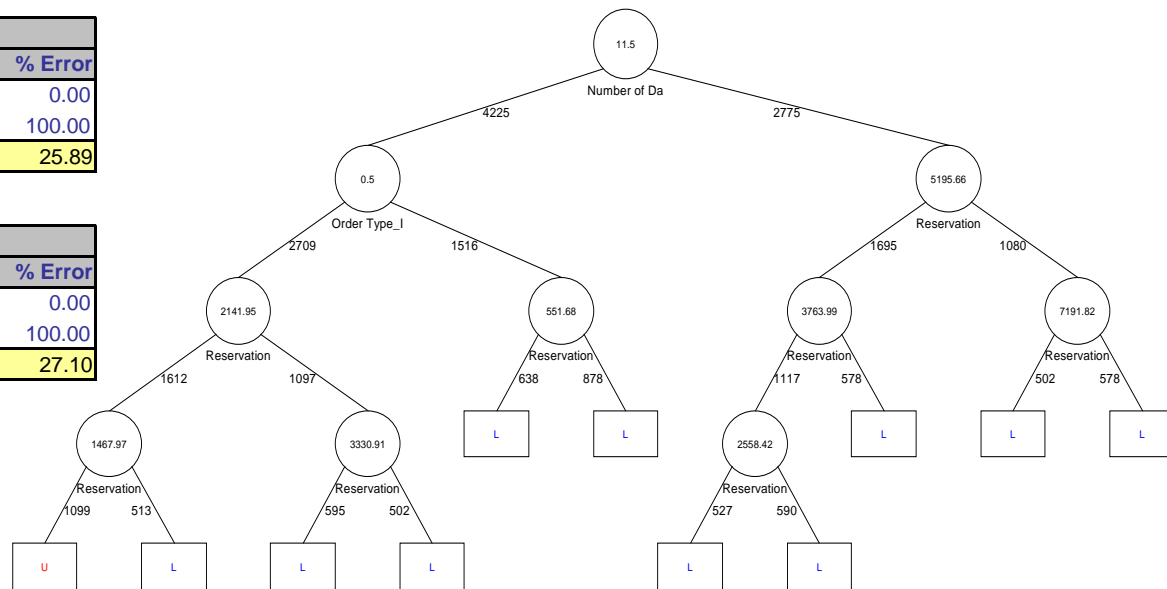 % Error
0.00
100.00
25.89
% Error
0.00
100.00
27.10
11.5
Number of Da
4225
2775
0.5
Order Type_I
5195.66
Reservation
2709
1516
1695
1080
2141.95
Reservation
551.68
Reservation
3763.99
Reservation
7191.82
Reservation
1612
1097
638
878
1117
578
502
578
1467.97
Reservation
3330.91
Reservation
L
L
2558.42
Reservation
L
L
L
1099
513
595
502
527
590
U
L
L
L
L
L